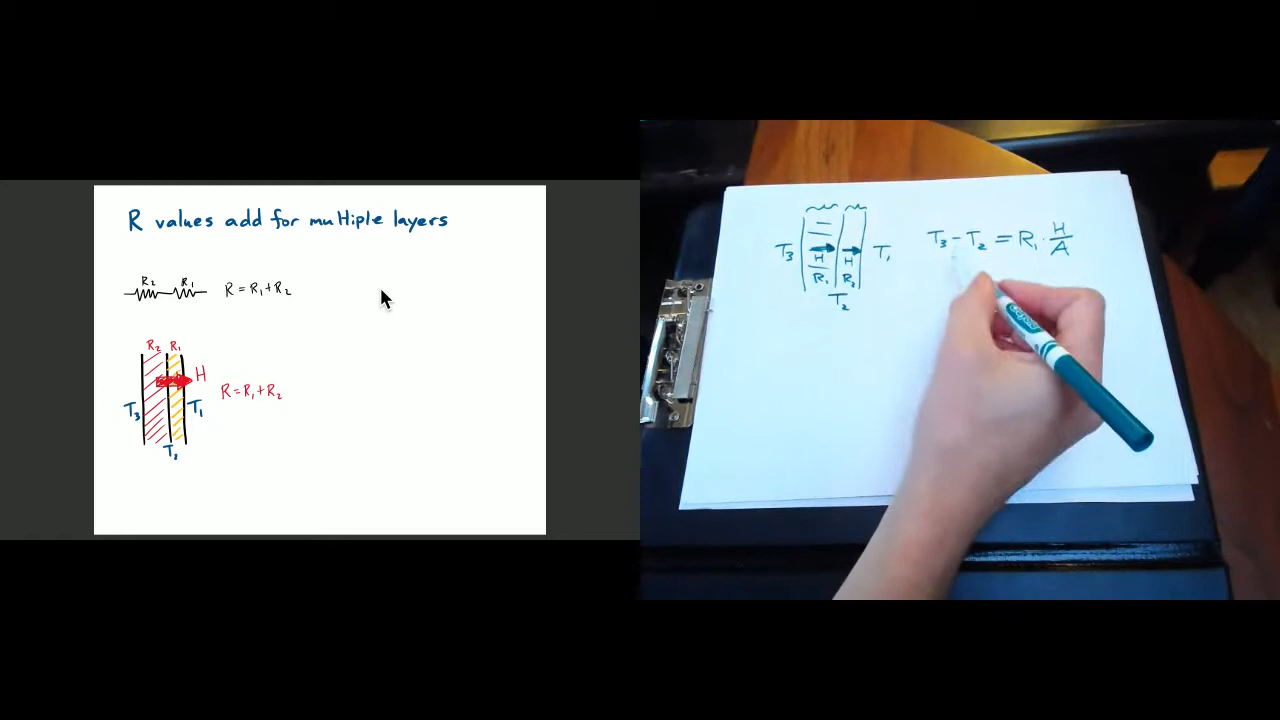 R values add for multiple layers
R₂ R₁
R = R₁ + R₂
R₂ R₁
H
R = R₁ + R₂
T₃ T₁
T₂
T₃ T₁
H H
R₁ R₂
T₂
T₃ - T₂ = R₁ · H/A
Crayola